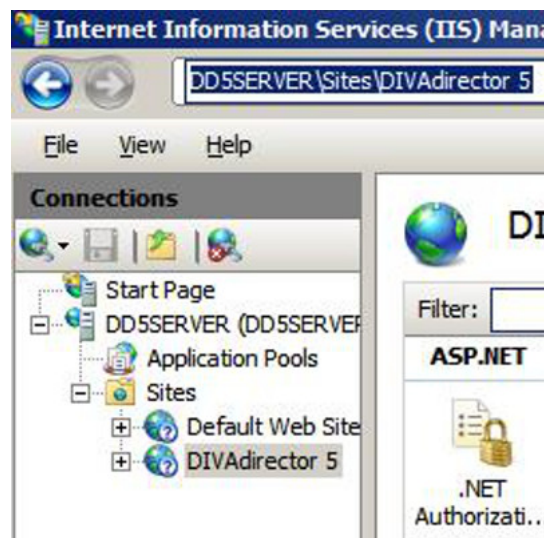 Internet Information Services (IIS) Mana
DD5SERVER\Sites\DIVAdirector 5
File View Help
Connections
DI
Start Page
Filter:
DD5SERVER (DD5SERVER
ASP.NET
Application Pools
Sites
Default Web Site
DIVAdirector 5
.NET
Authorizati...